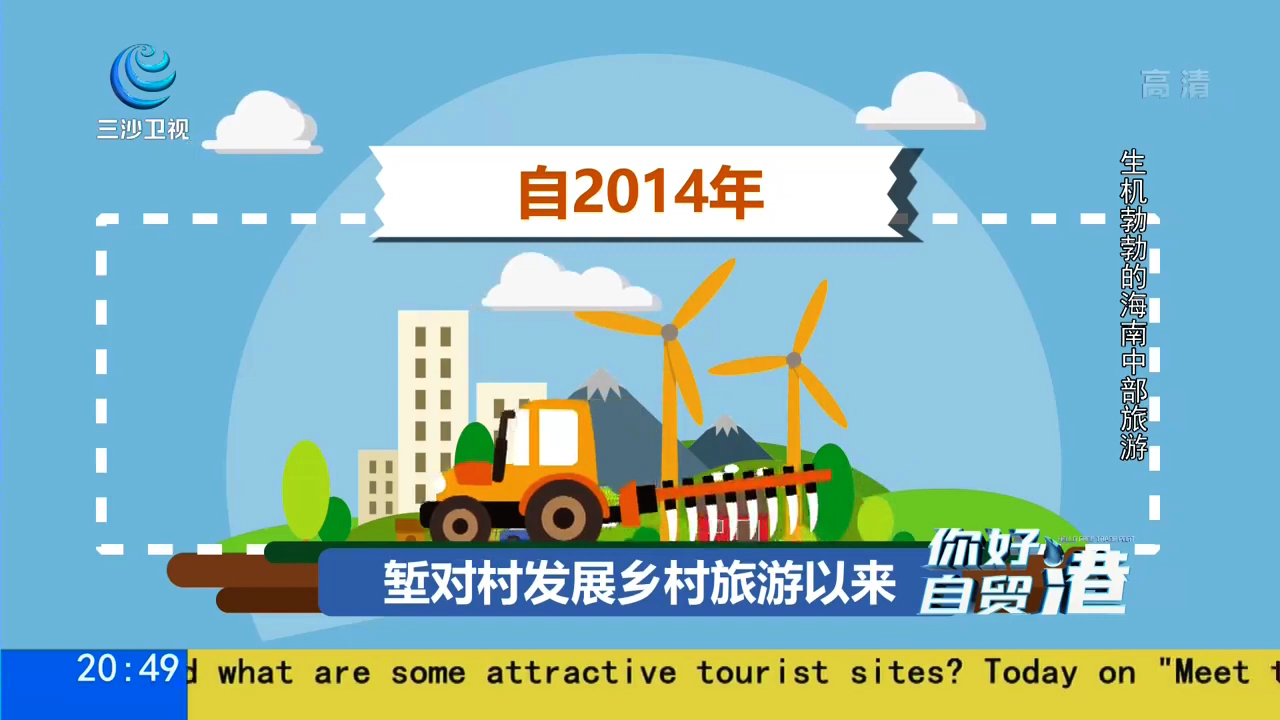 三沙卫视
高清
自2014年
生机勃勃的海南中部旅游
堑对村发展乡村旅游以来
你好
自贸港
20:49
d what are some attractive tourist sites? Today on "Meet t